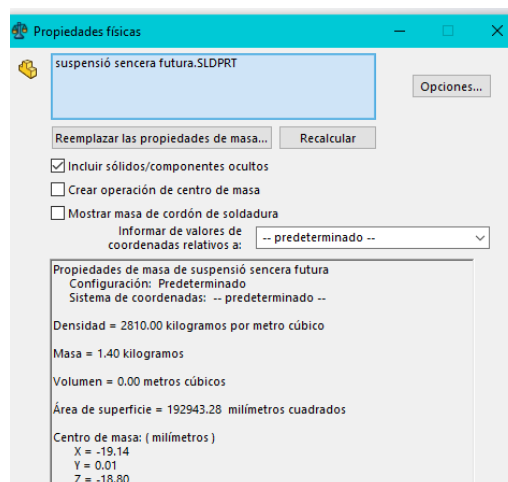 Propiedades físicas
suspensió sencera futura.SLDPRT
Opciones...
Reemplazar las propiedades de masa...
Recalcular
Incluir sólidos/componentes ocultos
Crear operación de centro de masa
Mostrar masa de cordón de soldadura
Informar de valores de
coordenadas relativos a:
-- predeterminado --
Propiedades de masa de suspensió sencera futura
Configuración: Predeterminado
Sistema de coordenadas: -- predeterminado --
Densidad = 2810.00 kilogramos por metro cúbico
Masa = 1.40 kilogramos
Volumen = 0.00 metros cúbicos
Área de superficie = 192943.28 milímetros cuadrados
Centro de masa: ( milímetros )
X = -19.14
Y = 0.01
Z = -18.80